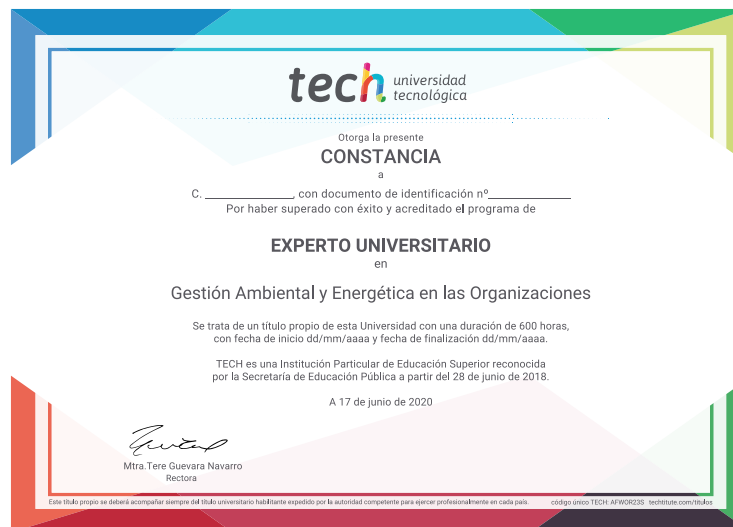 tech universidad
tecnológica
Otorga la presente
CONSTANCIA
a
C. ______________, con documento de identificación nº_____________
Por haber superado con éxito y acreditado el programa de
EXPERTO UNIVERSITARIO
en
Gestión Ambiental y Energética en las Organizaciones
Se trata de un título propio de esta Universidad con una duración de 600 horas,
con fecha de inicio dd/mm/aaaa y fecha de finalización dd/mm/aaaa.
TECH es una Institución Particular de Educación Superior reconocida
por la Secretaría de Educación Pública a partir del 28 de junio de 2018.
A 17 de junio de 2020
Mtra.Tere Guevara Navarro
Rectora
Este título propio se deberá acompañar siempre del título universitario habilitante expedido por la autoridad competente para ejercer profesionalmente en cada país. código único TECH: AFWOR23S techtitute.com/titulos